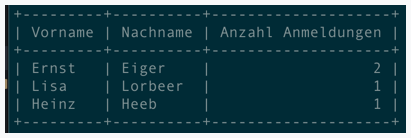 +---------+----------+--------------------+
| Vorname | Nachname | Anzahl Anmeldungen |
+---------+----------+--------------------+
| Ernst   | Eiger    |                  2 |
| Lisa    | Lorbeer  |                  1 |
| Heinz   | Heeb     |                  1 |
+---------+----------+--------------------+